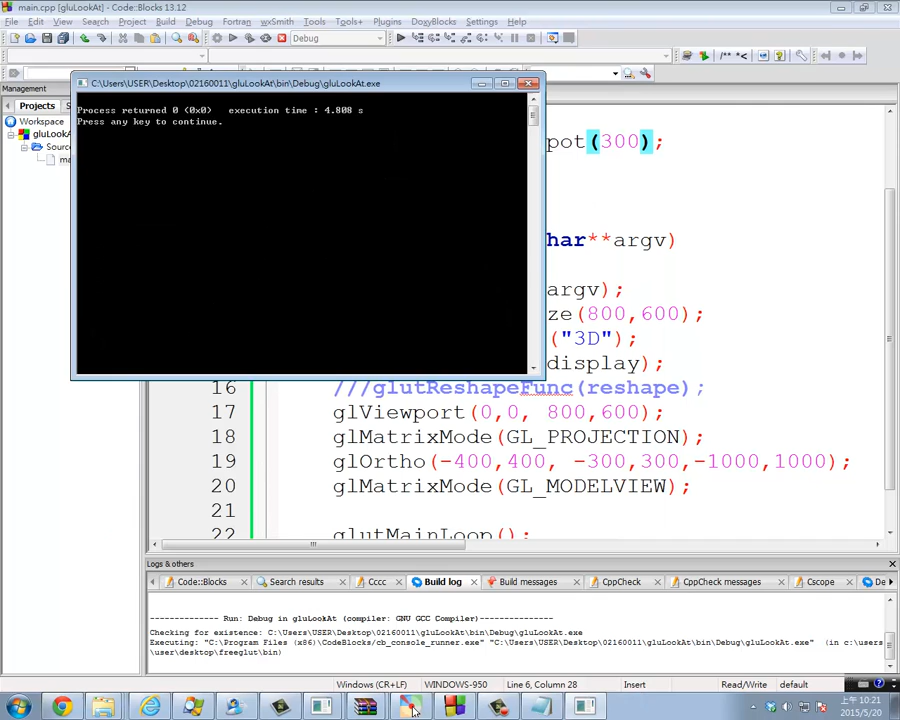 main.cpp [gluLookAt] - Code::Blocks 13.12
File Edit View Search Project Build Debug Fortran wxSmith Tools Tools+ Plugins DoxyBlocks Settings Help
Debug
Management
Projects
Workspace
gluLookA
Sourc
ma
C:\Users\USER\Desktop\02160011\gluLookAt\bin\Debug\gluLookAt.exe
Process returned 0 (0x0)   execution time : 4.808 s
Press any key to continue.
pot(300);
har**argv)
argv);
ze(800,600);
("3D");
display);
16 ///glutReshapeFunc(reshape);
17 glViewport(0,0, 800,600);
18 glMatrixMode(GL_PROJECTION);
19 glOrtho(-400,400, -300,300,-1000,1000);
20 glMatrixMode(GL_MODELVIEW);
21
22 glutMainLoop();
Logs & others
Code::Blocks Search results Cccc Build log Build messages CppCheck CppCheck messages Cscope De
-------------- Run: Debug in gluLookAt (compiler: GNU GCC Compiler)---------------
Checking for existence: C:\Users\USER\Desktop\02160011\gluLookAt\bin\Debug\gluLookAt.exe
Executing: "C:\Program Files (x86)\CodeBlocks/cb_console_runner.exe" "C:\Users\USER\Desktop\02160011\gluLookAt\bin\Debug\gluLookAt.exe"  (in c:\users
\user\desktop\freeglut\bin)
Windows (CR+LF) WINDOWS-950 Line 6, Column 28 Insert Read/Write default
上午 10:21
2015/5/20